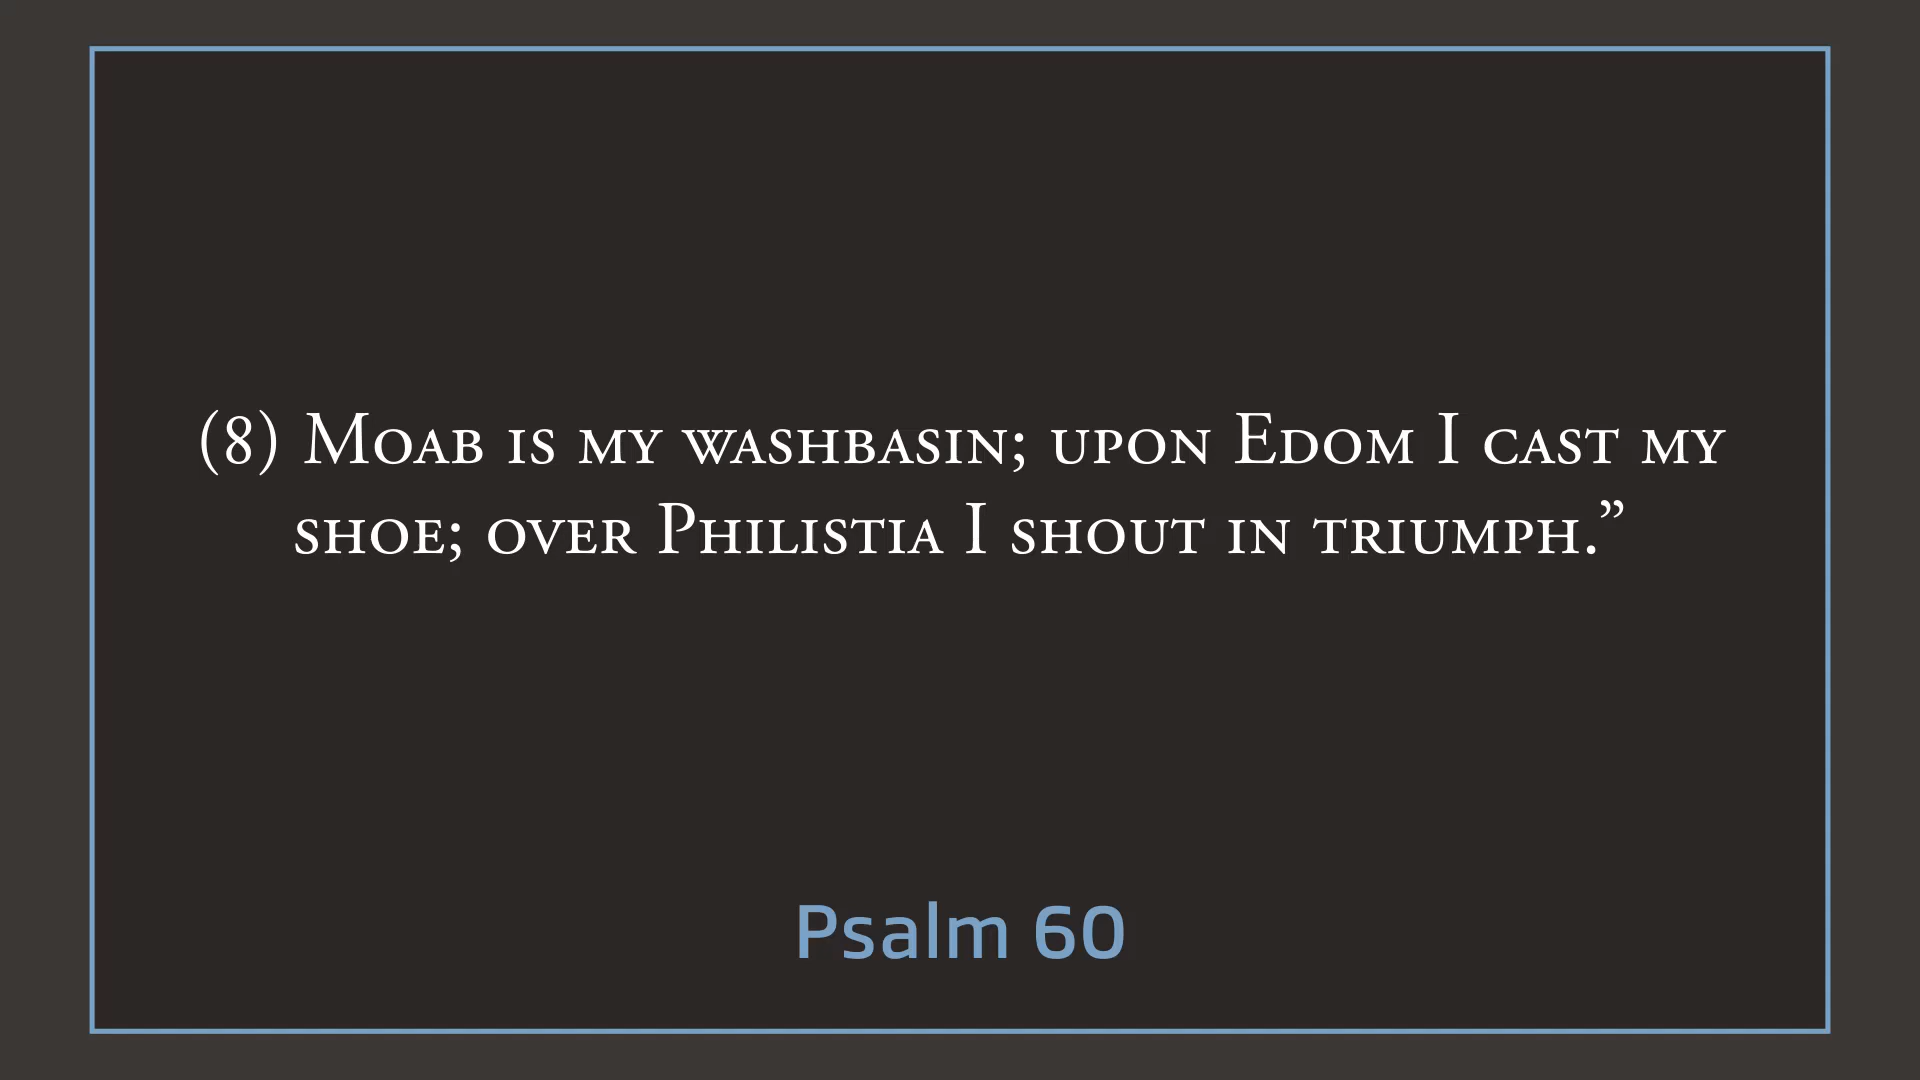 (8) Moab is my washbasin; upon Edom I cast my
shoe; over Philistia I shout in triumph.”
Psalm 60